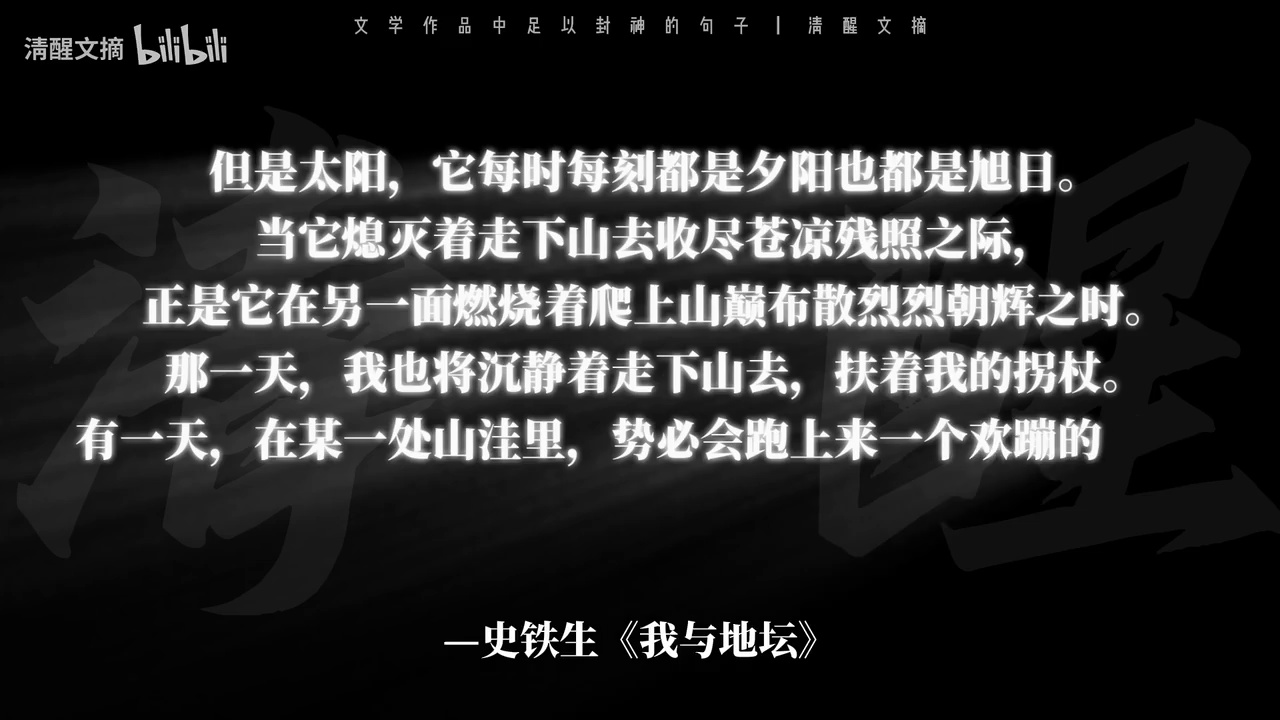 文学作品中足以封神的句子 | 清醒文摘
清醒文摘 bilibili
但是太阳，它每时每刻都是夕阳也都是旭日。
当它熄灭着走下山去收尽苍凉残照之际，
正是它在另一面燃烧着爬上山巅布散烈烈朝辉之时。
那一天，我也将沉静着走下山去，扶着我的拐杖。
有一天，在某一处山洼里，势必会跑上来一个欢蹦的
—史铁生《我与地坛》
清醒